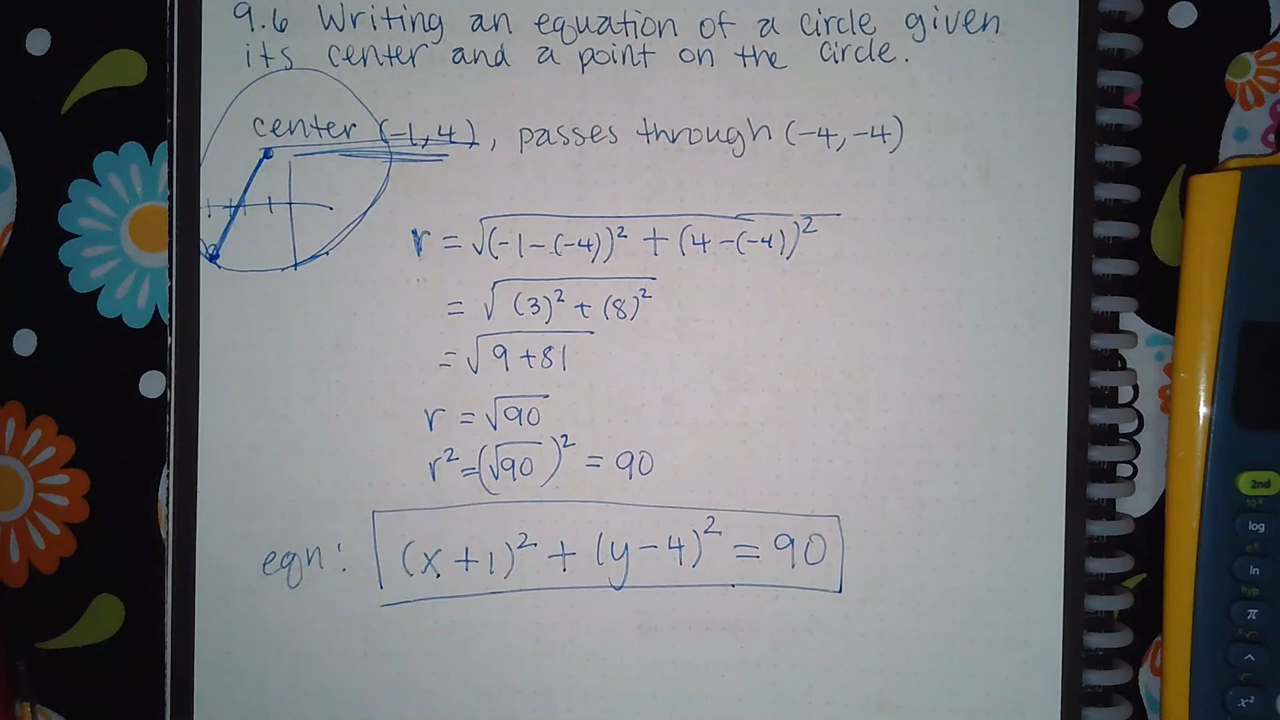 9.6 Writing an equation of a circle given
its center and a point on the circle.
center (-1,4), passes through (-4,-4)
r = √(-1-(-4))² + (4-(-4))²
= √(3)² + (8)²
= √9+81
r = √90
r² = (√90)² = 90
eqn: (x+1)² + (y-4)² = 90
2nd
log
ln
hyp
π
^
x²